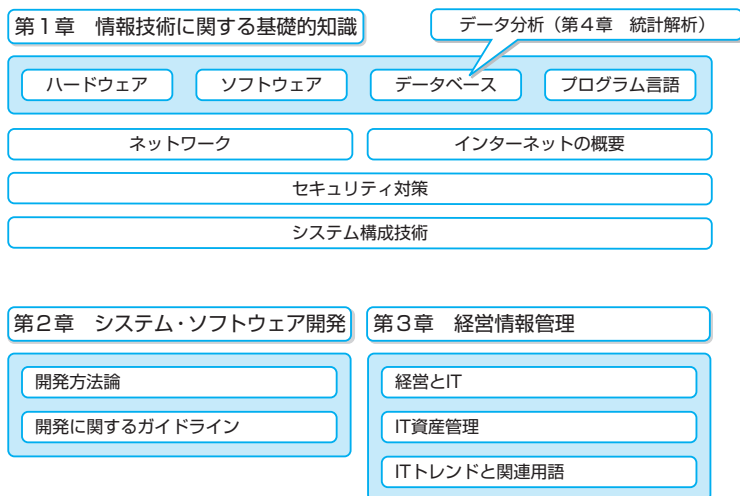 第1章　情報技術に関する基礎的知識
データ分析（第4章　統計解析）
ハードウェア
ソフトウェア
データベース
プログラム言語
ネットワーク
インターネットの概要
セキュリティ対策
システム構成技術
第2章　システム・ソフトウェア開発
第3章　経営情報管理
開発方法論
経営とIT
開発に関するガイドライン
IT資産管理
ITトレンドと関連用語